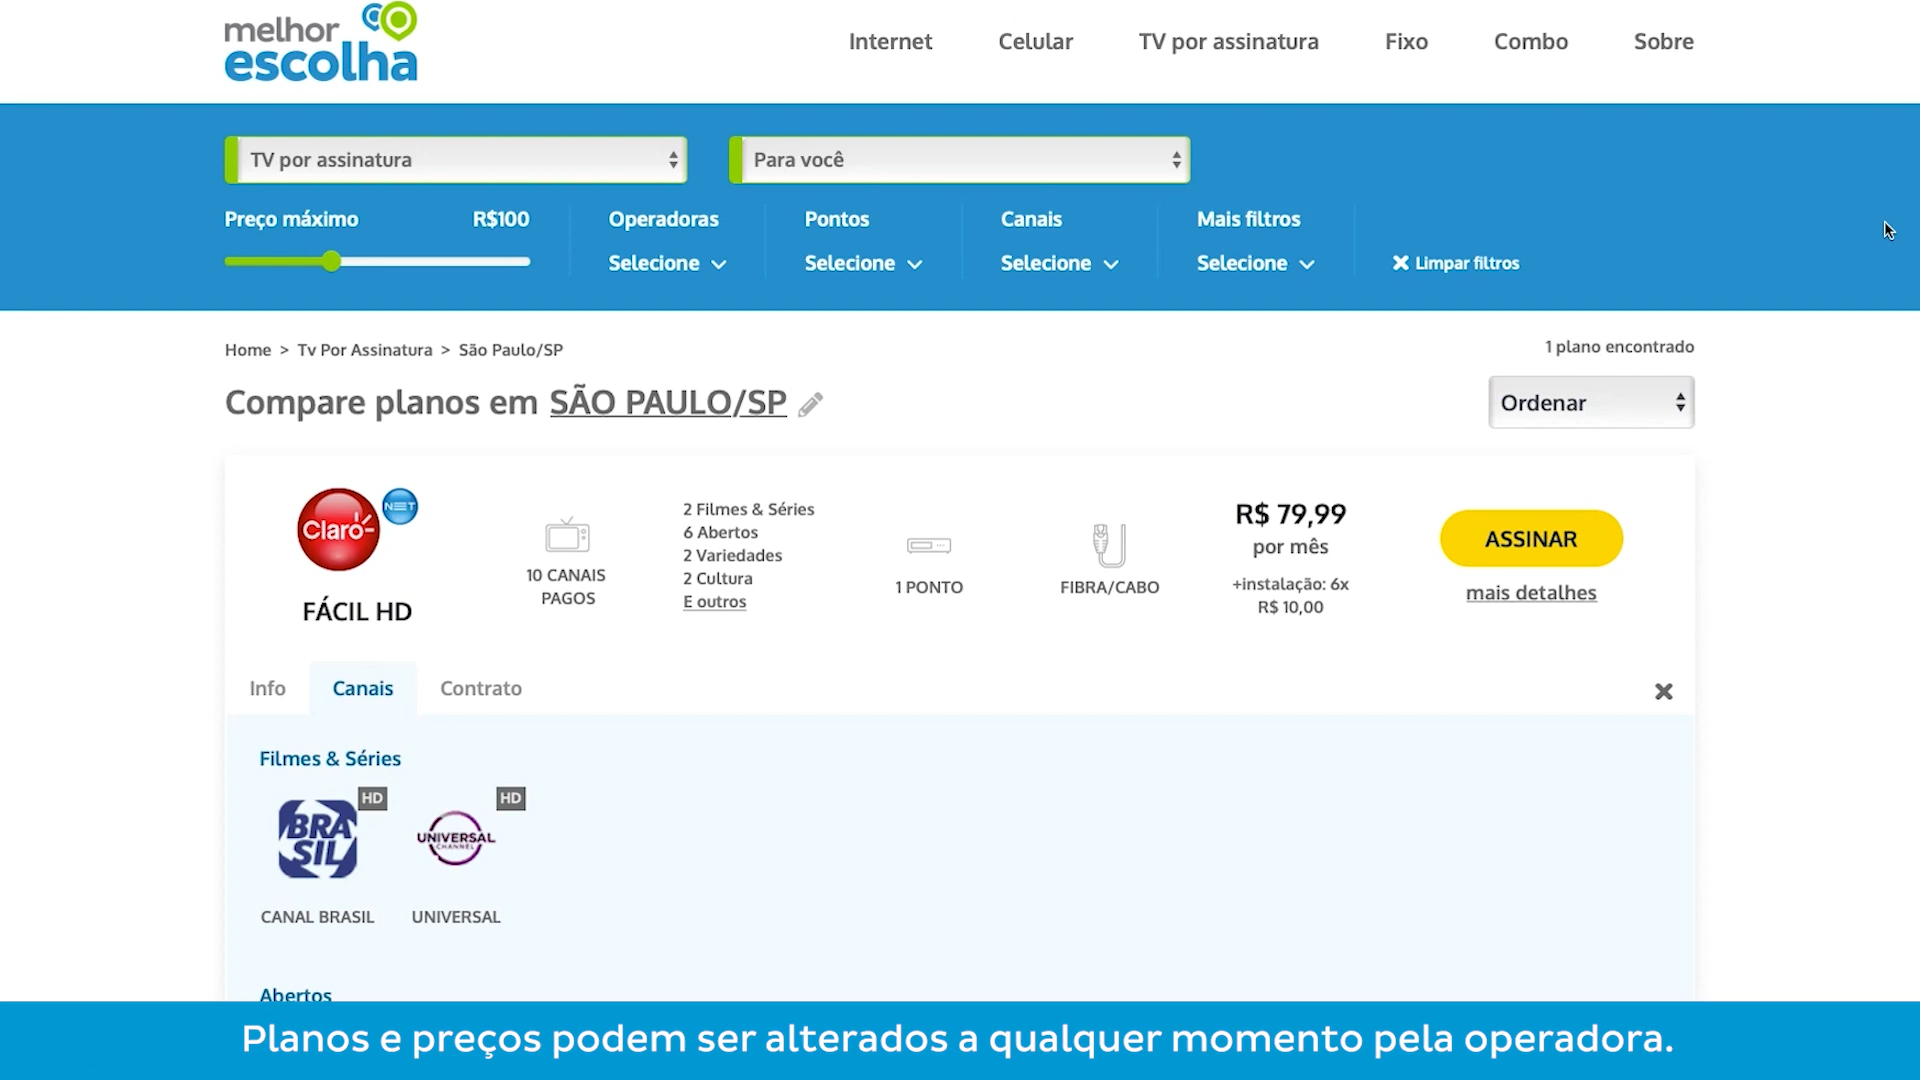 melhor
escolha
Internet
Celular
TV por assinatura
Fixo
Combo
Sobre
TV por assinatura
Para você
Preço máximo
R$100
Operadoras
Pontos
Canais
Mais filtros
Selecione
Selecione
Selecione
Selecione
Limpar filtros
Home > Tv Por Assinatura > São Paulo/SP
1 plano encontrado
Compare planos em SÃO PAULO/SP
Ordenar
Claro
NET
FÁCIL HD
10 CANAIS
PAGOS
2 Filmes & Séries
6 Abertos
2 Variedades
2 Cultura
E outros
1 PONTO
FIBRA/CABO
R$ 79,99
por mês
+instalação: 6x
R$ 10,00
ASSINAR
mais detalhes
Info
Canais
Contrato
Filmes & Séries
HD
HD
BRA
SIL
UNIVERSAL
CHANNEL
CANAL BRASIL
UNIVERSAL
Abertos
Planos e preços podem ser alterados a qualquer momento pela operadora.